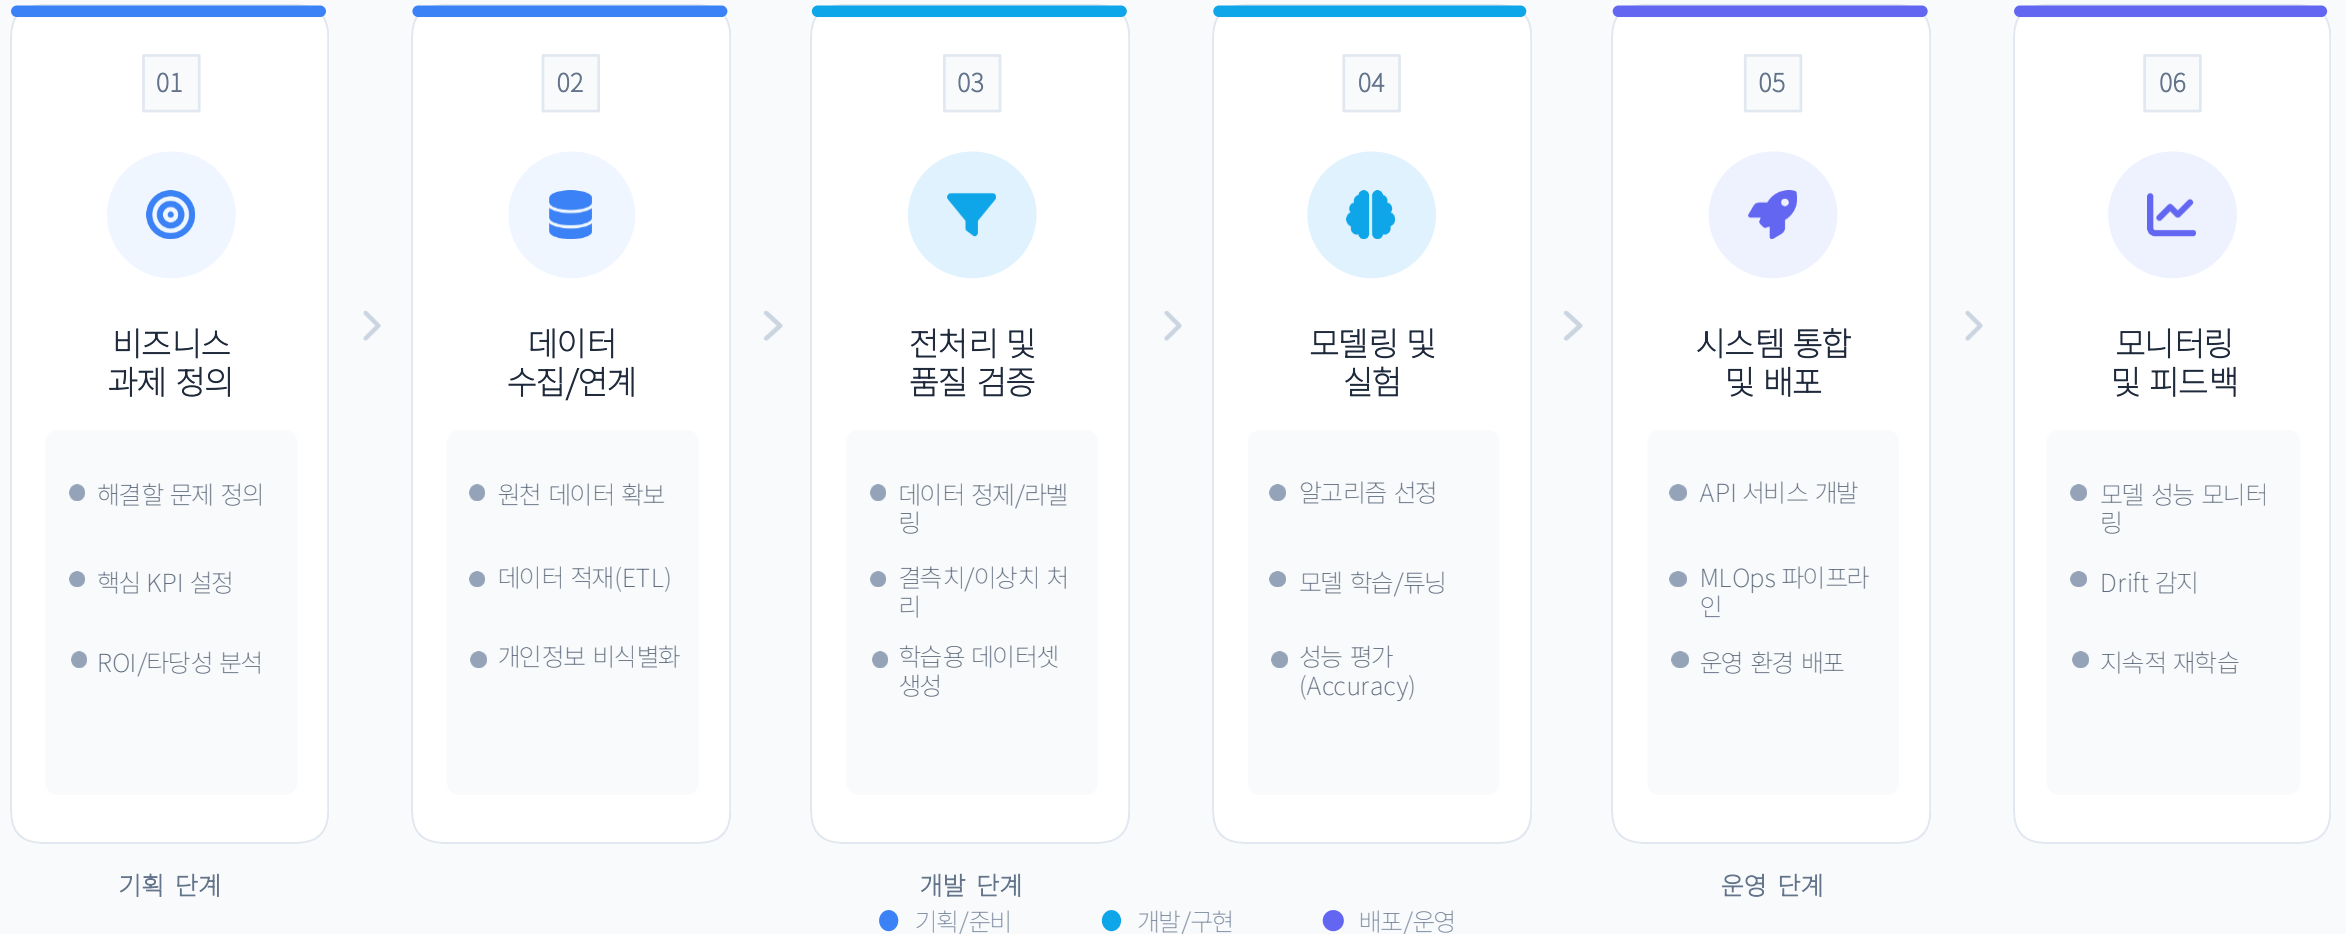 01
비즈니스
과제 정의
해결할 문제 정의
핵심 KPI 설정
ROI/타당성 분석
02
데이터
수집/연계
원천 데이터 확보
데이터 적재(ETL)
개인정보 비식별화
03
전처리 및
품질 검증
데이터 정제/라벨
링
결측치/이상치 처
리
학습용 데이터셋
생성
04
모델링 및
실험
알고리즘 선정
모델 학습/튜닝
성능 평가
(Accuracy)
05
시스템 통합
및 배포
API 서비스 개발
MLOps 파이프라
인
운영 환경 배포
06
모니터링
및 피드백
모델 성능 모니터
링
Drift 감지
지속적 재학습
기획 단계
개발 단계
운영 단계
기획/준비
개발/구현
배포/운영